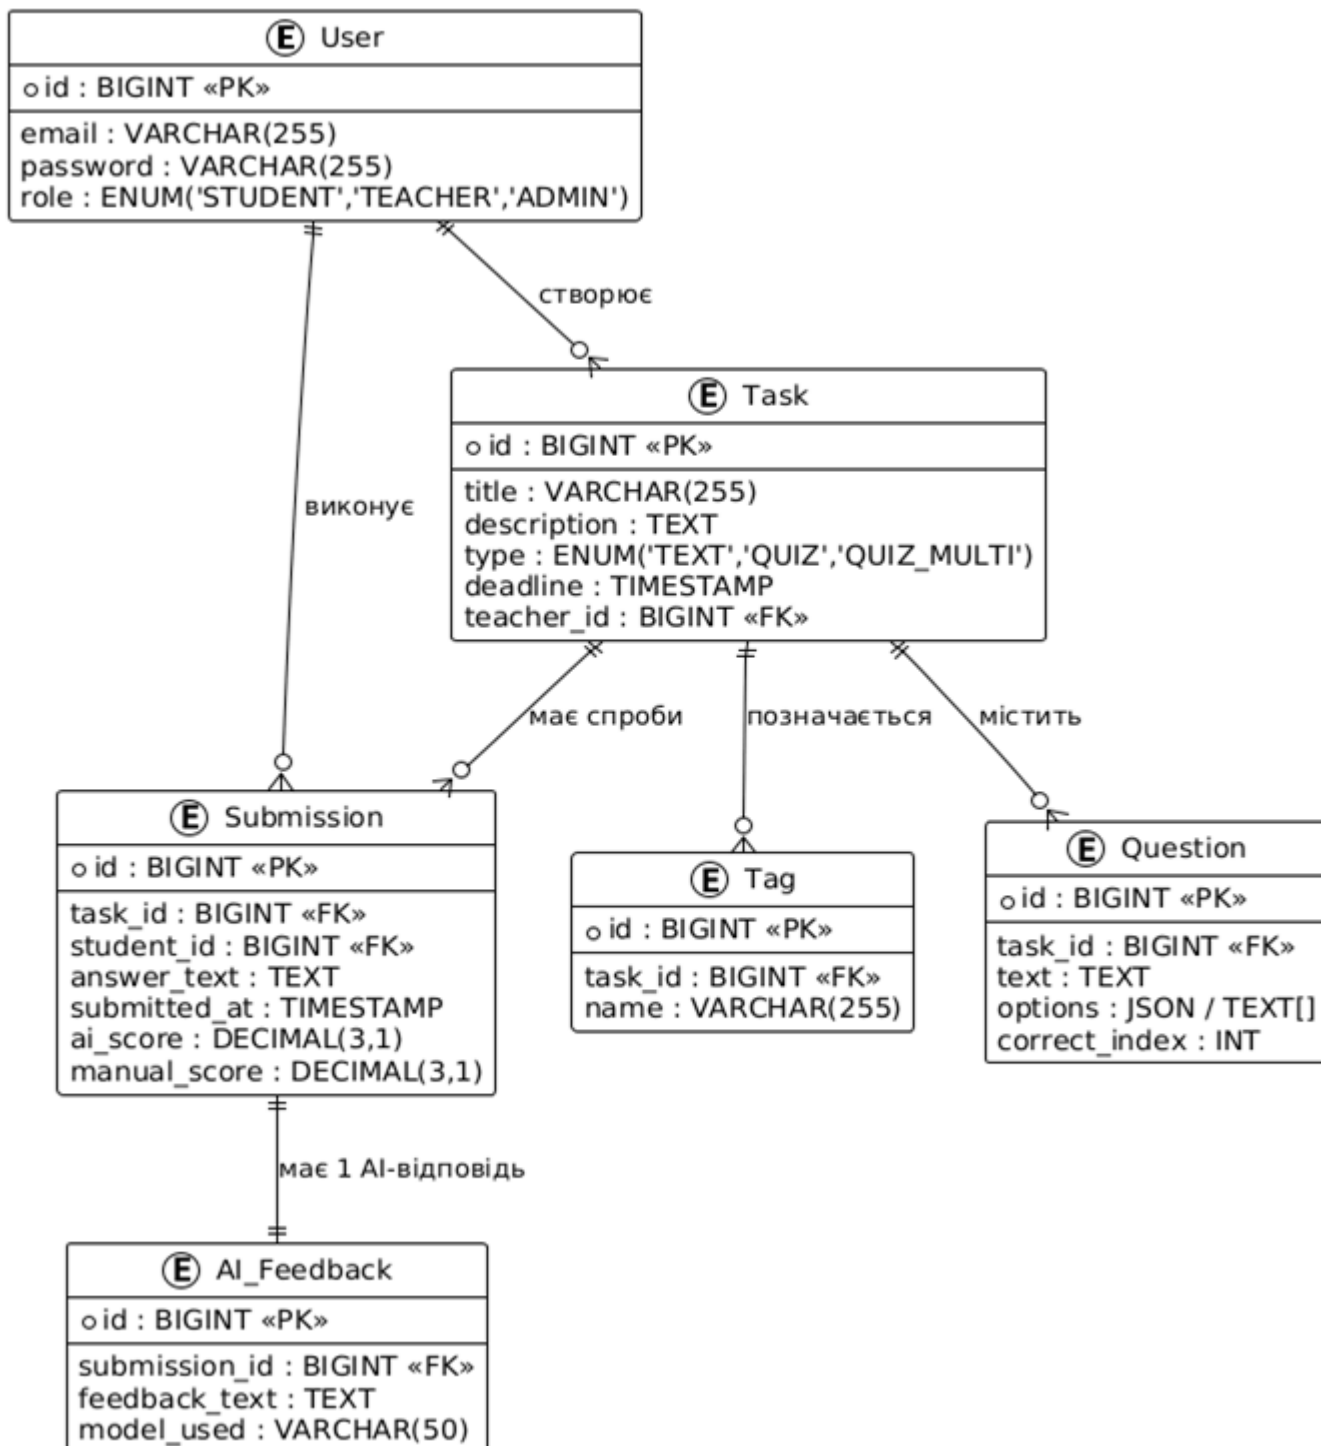 E User
id : BIGINT «PK»
email : VARCHAR(255)
password : VARCHAR(255)
role : ENUM('STUDENT','TEACHER','ADMIN')
створює
E Task
id : BIGINT «PK»
title : VARCHAR(255)
description : TEXT
type : ENUM('TEXT','QUIZ','QUIZ_MULTI')
deadline : TIMESTAMP
teacher_id : BIGINT «FK»
виконує
має спроби
позначається
містить
E Submission
id : BIGINT «PK»
task_id : BIGINT «FK»
student_id : BIGINT «FK»
answer_text : TEXT
submitted_at : TIMESTAMP
ai_score : DECIMAL(3,1)
manual_score : DECIMAL(3,1)
E Tag
id : BIGINT «PK»
task_id : BIGINT «FK»
name : VARCHAR(255)
E Question
id : BIGINT «PK»
task_id : BIGINT «FK»
text : TEXT
options : JSON / TEXT[]
correct_index : INT
має 1 AI-відповідь
E AI_Feedback
id : BIGINT «PK»
submission_id : BIGINT «FK»
feedback_text : TEXT
model_used : VARCHAR(50)